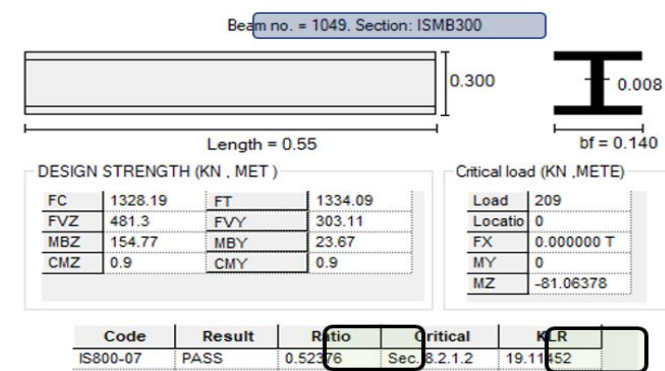 Beam no. = 1049. Section: ISMB300
0.300
0.008
Length = 0.55
bf = 0.140
DESIGN STRENGTH (KN , MET )
FC 1328.19 FT 1334.09
FVZ 481.3 FVY 303.11
MBZ 154.77 MBY 23.67
CMZ 0.9 CMY 0.9
Critical load (KN ,METE)
Load 209
Locatio 0
FX 0.000000 T
MY 0
MZ -81.06378
Code Result Ratio Critical KLR
IS800-07 PASS 0.52376 Sec. 8.2.1.2 19.11452